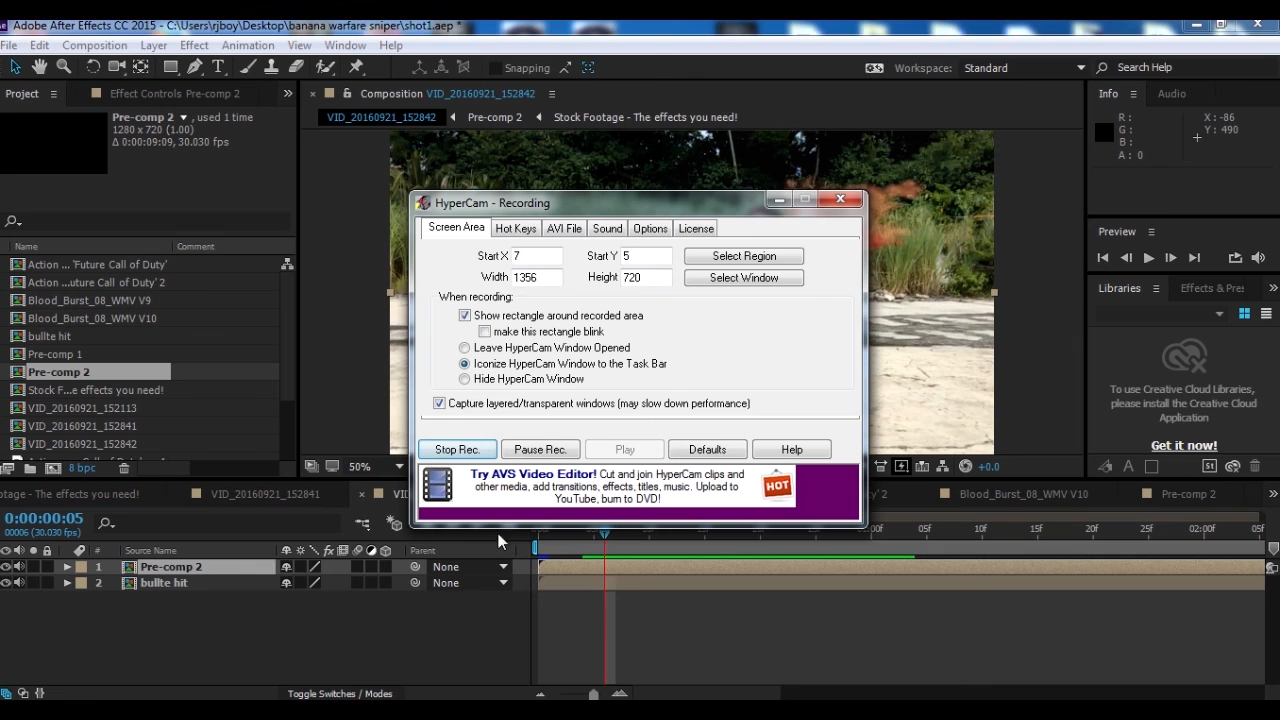 Adobe After Effects CC 2015 - C:\Users\rjboy\Desktop\banana warfare sniper\shot1.aep *
File Edit Composition Layer Effect Animation View Window Help
Snapping
Workspace: Standard
Search Help
Project
Effect Controls Pre-comp 2
Composition VID_20160921_152842
Info
Audio
VID_20160921_152842
Pre-comp 2
Stock Footage - The effects you need!
Pre-comp 2 , used 1 time
1280 x 720 (1.00)
Δ 0:00:09:09, 30.030 fps
R :
G :
B :
A : 0
X : -86
Y : 490
Name
Comment
Action ... 'Future Call of Duty'
Action ...uture Call of Duty' 2
Blood_Burst_08_WMV V9
Blood_Burst_08_WMV V10
bullte hit
Pre-comp 1
Pre-comp 2
Stock F...e effects you need!
VID_20160921_152113
VID_20160921_152841
VID_20160921_152842
8 bpc
HyperCam - Recording
Screen Area
Hot Keys
AVI File
Sound
Options
License
Start X 7
Start Y 5
Select Region
Width 1356
Height 720
Select Window
When recording:
Show rectangle around recorded area
make this rectangle blink
Leave HyperCam Window Opened
Iconize HyperCam Window to the Task Bar
Hide HyperCam Window
Capture layered/transparent windows (may slow down performance)
Stop Rec.
Pause Rec.
Play
Defaults
Help
Try AVS Video Editor! Cut and join HyperCam clips and
other media, add transitions, effects, titles, music. Upload to
YouTube, burn to DVD!
HOT
Preview
Libraries
Effects & Pres
To use Creative Cloud Libraries,
please install the Creative Cloud
Application
Get it now!
50%
+0.0
otage - The effects you need!
VID_20160921_152841
VI
y' 2
Blood_Burst_08_WMV V10
Pre-comp 2
0:00:00:05
00006 (30.030 fps)
:00f
05f
10f
15f
20f
25f
02:00f
05f
#
Source Name
Parent
1
Pre-comp 2
None
2
bullte hit
None
Toggle Switches / Modes